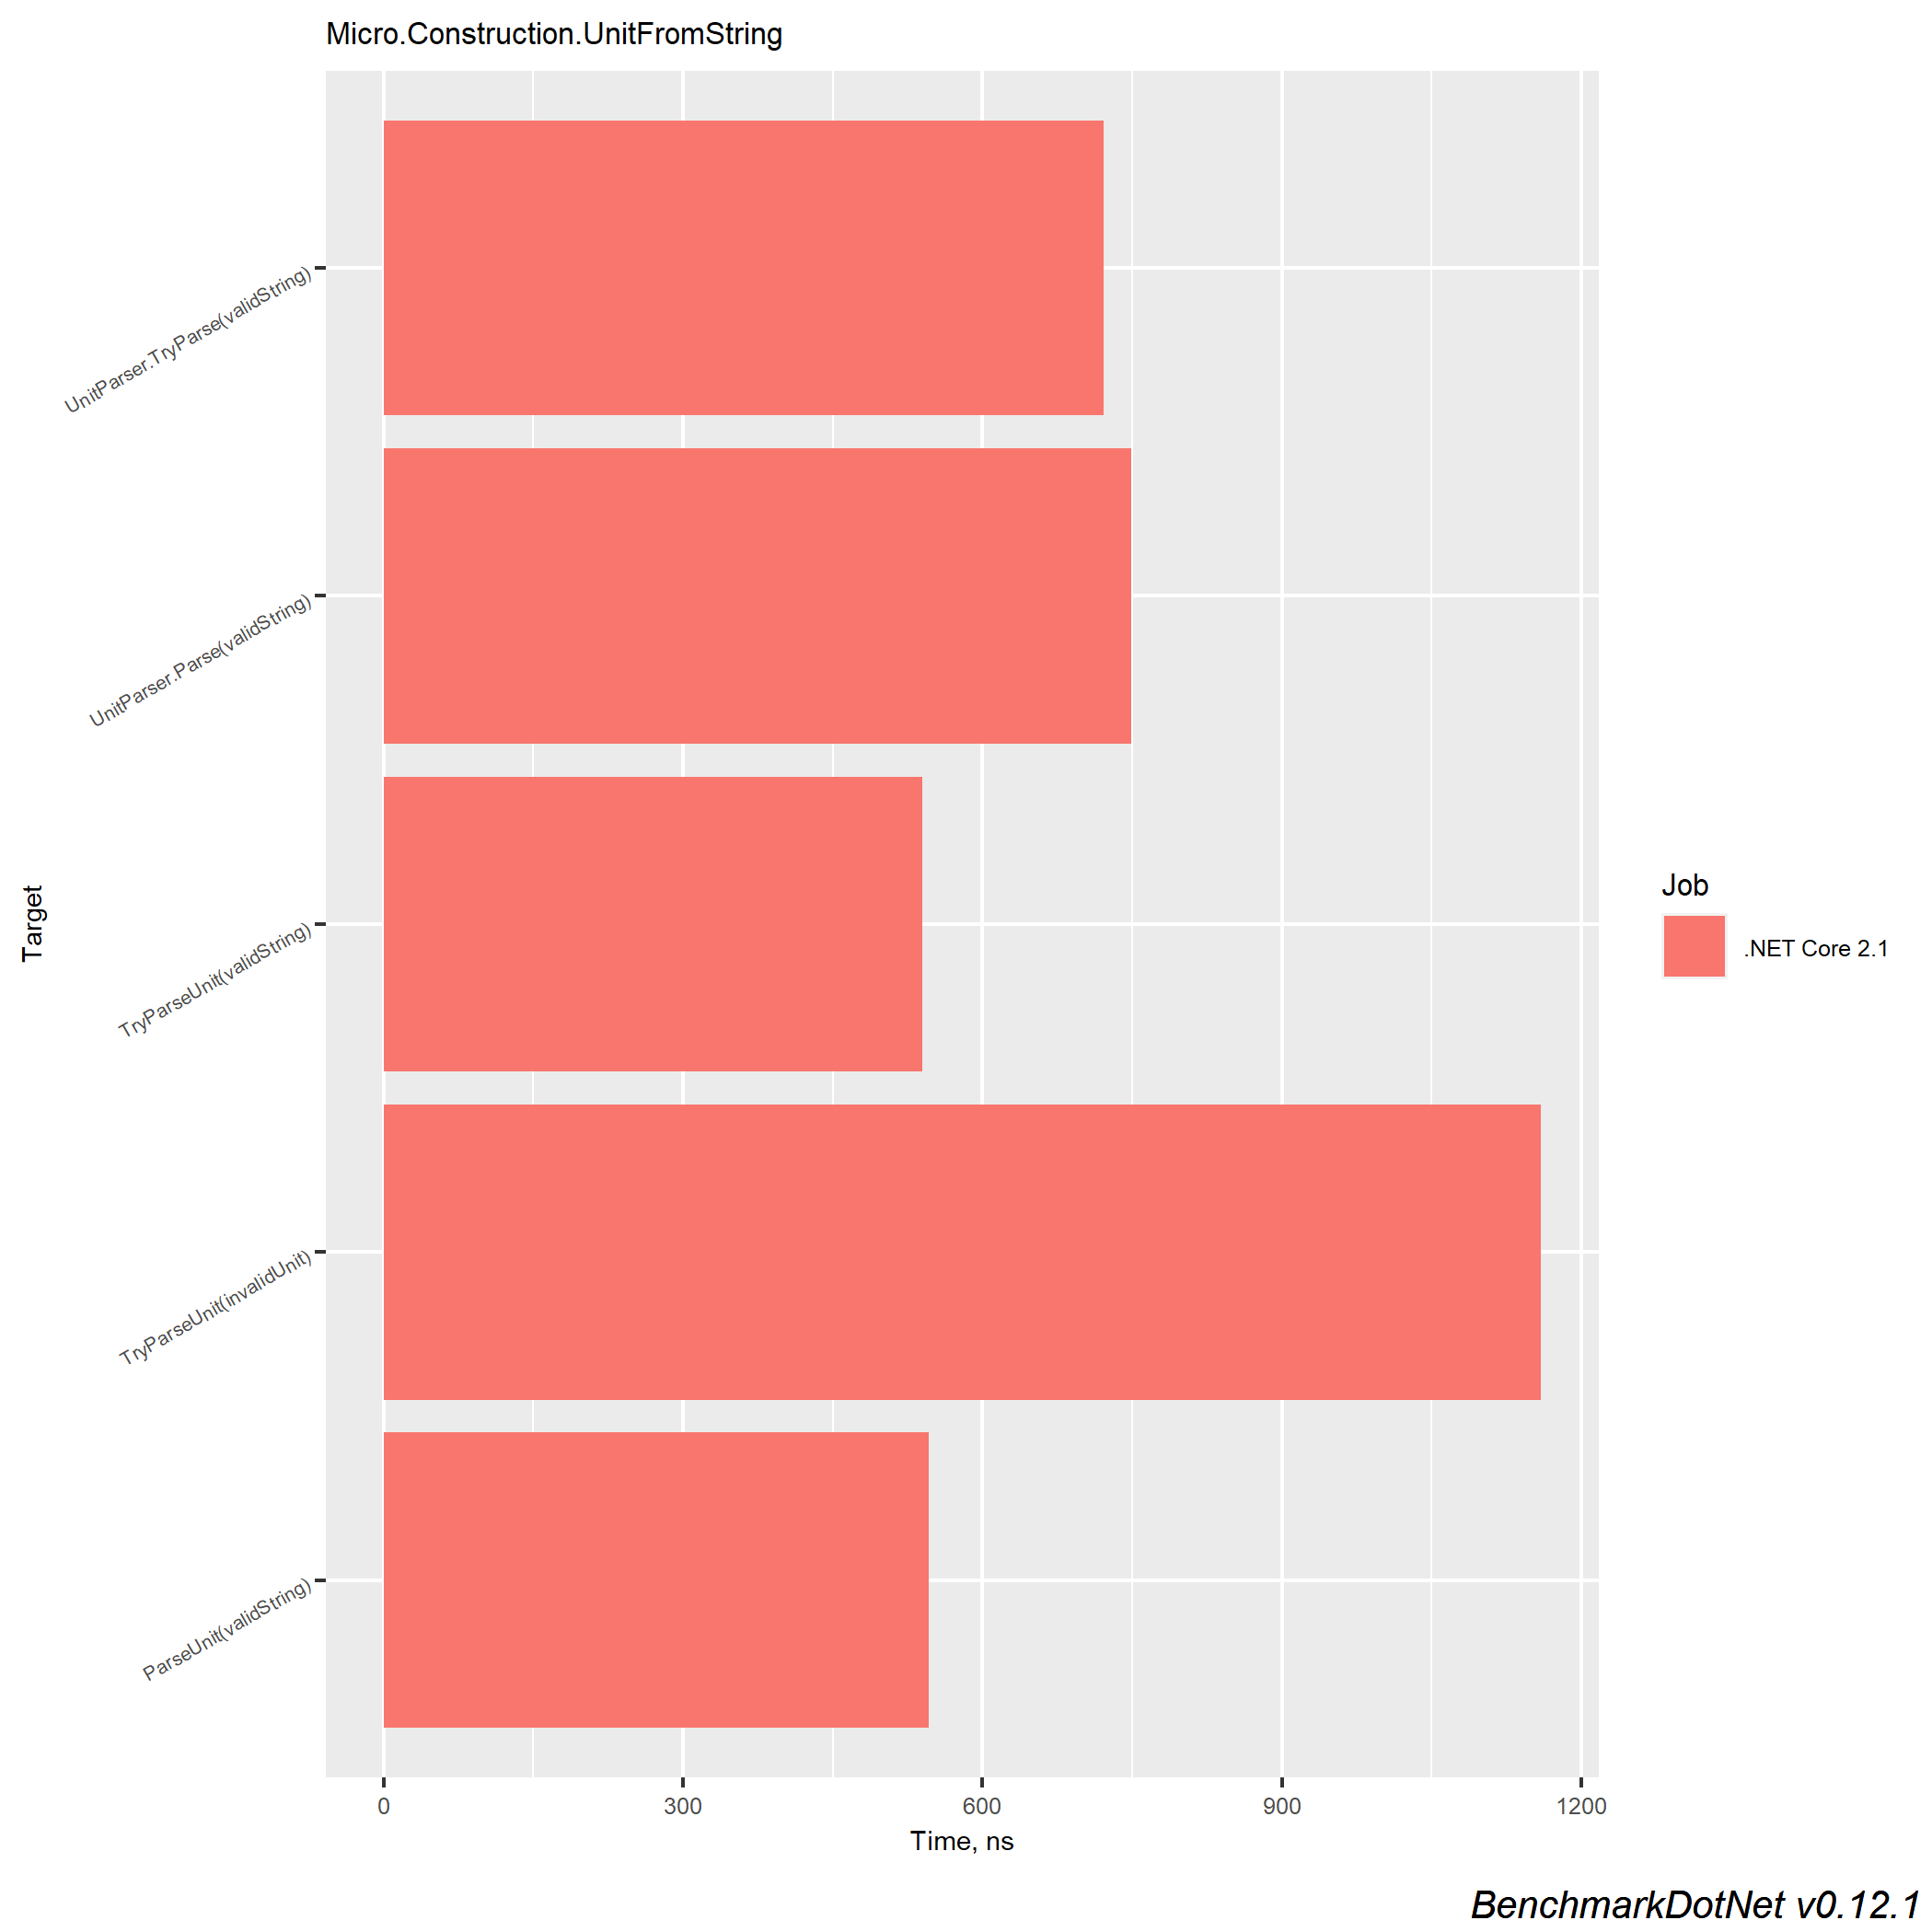 Micro.Construction.UnitFromString
UnitParser.TryParse(validString)
UnitParser.Parse(validString)
TryParseUnit(validString)
TryParseUnit(invalidUnit)
ParseUnit(validString)
Target
0 300 600 900 1200
Time, ns
Job
.NET Core 2.1
BenchmarkDotNet v0.12.1